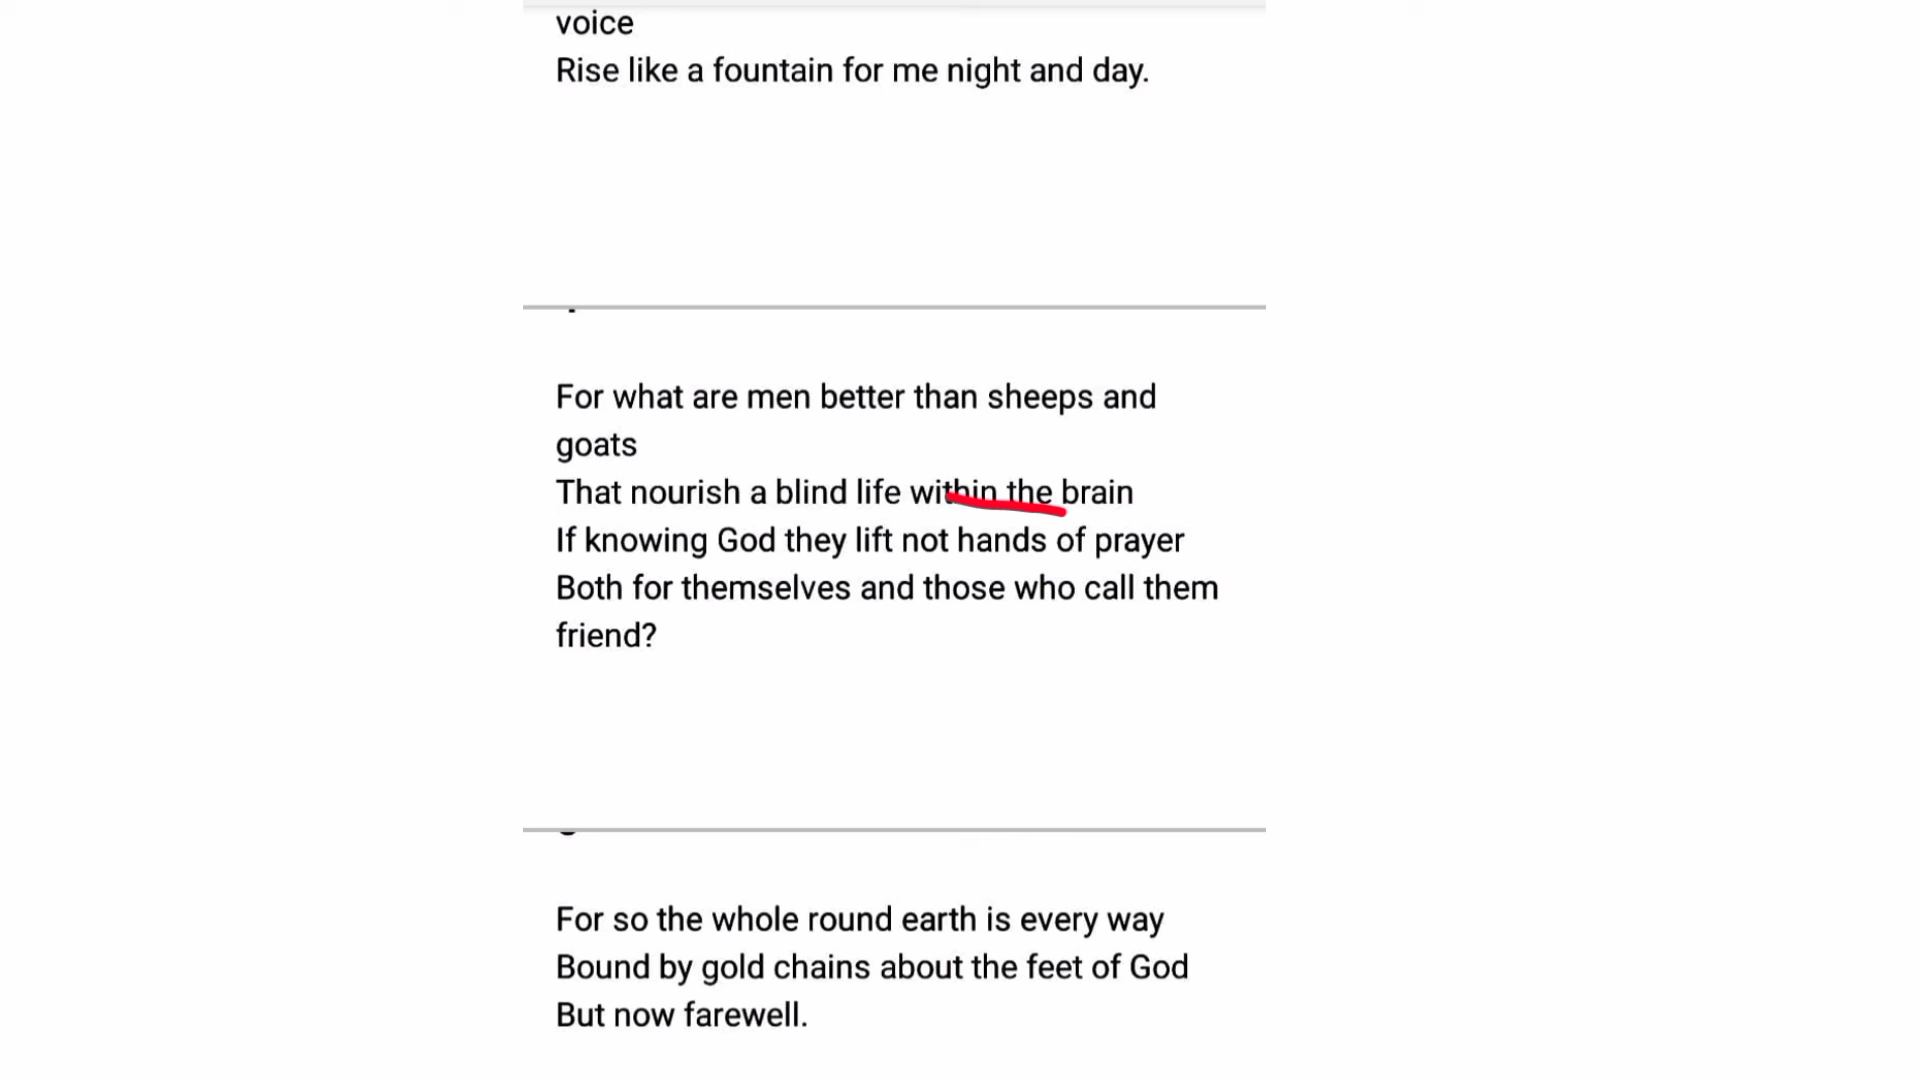 voice
Rise like a fountain for me night and day.
For what are men better than sheeps and
goats
That nourish a blind life within the brain
If knowing God they lift not hands of prayer
Both for themselves and those who call them
friend?
For so the whole round earth is every way
Bound by gold chains about the feet of God
But now farewell.